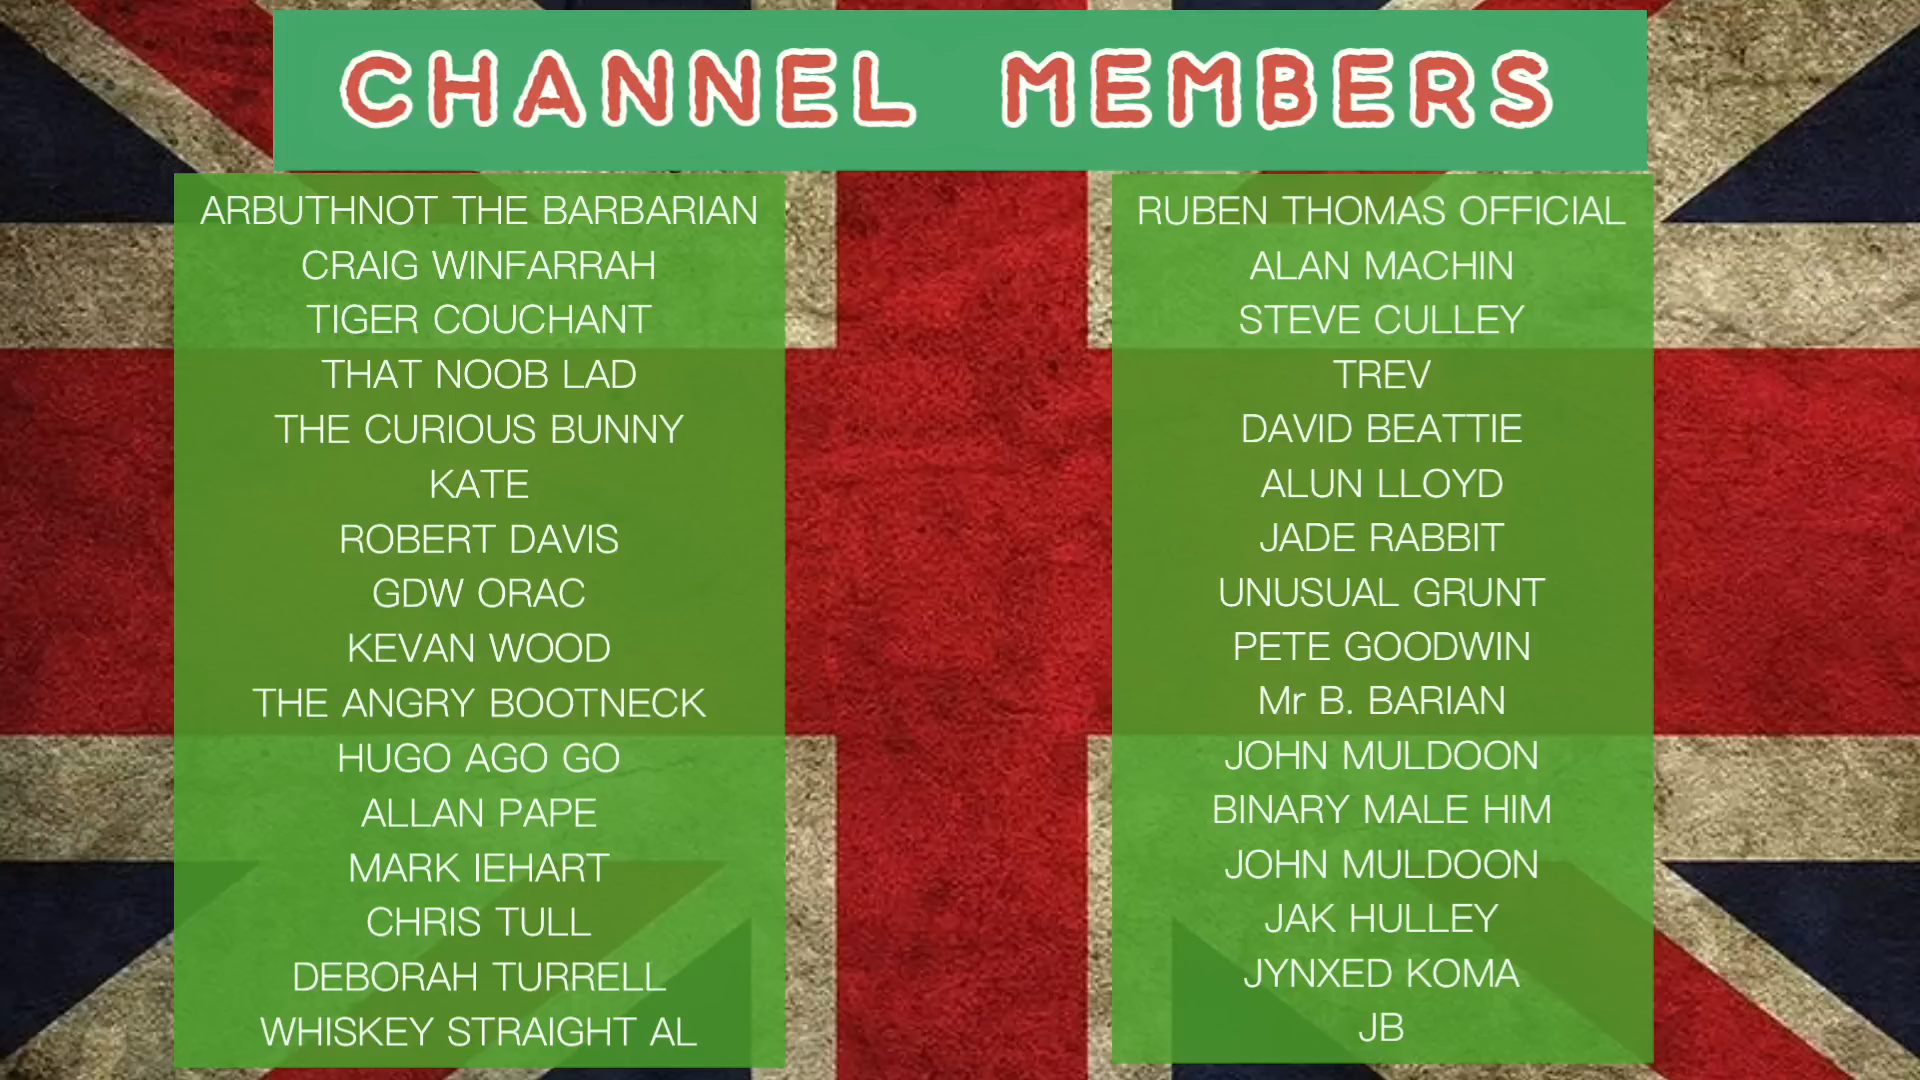 CHANNEL MEMBERS
ARBUTHNOT THE BARBARIAN
CRAIG WINFARRAH
TIGER COUCHANT
THAT NOOB LAD
THE CURIOUS BUNNY
KATE
ROBERT DAVIS
GDW ORAC
KEVAN WOOD
THE ANGRY BOOTNECK
HUGO AGO GO
ALLAN PAPE
MARK IEHART
CHRIS TULL
DEBORAH TURRELL
WHISKEY STRAIGHT AL
RUBEN THOMAS OFFICIAL
ALAN MACHIN
STEVE CULLEY
TREV
DAVID BEATTIE
ALUN LLOYD
JADE RABBIT
UNUSUAL GRUNT
PETE GOODWIN
Mr B. BARIAN
JOHN MULDOON
BINARY MALE HIM
JOHN MULDOON
JAK HULLEY
JYNXED KOMA
JB